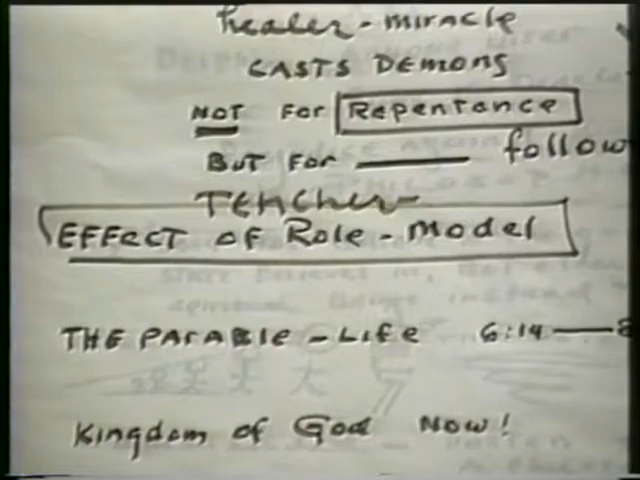 healer - miracle
CASTS DEMONS
NOT FOR Repentance
BUT FOR ______ follow
TEACHER
EFFECT OF Role - Model
THE PARABLE - LIFE 6:14 — 8
Kingdom of God NOW!